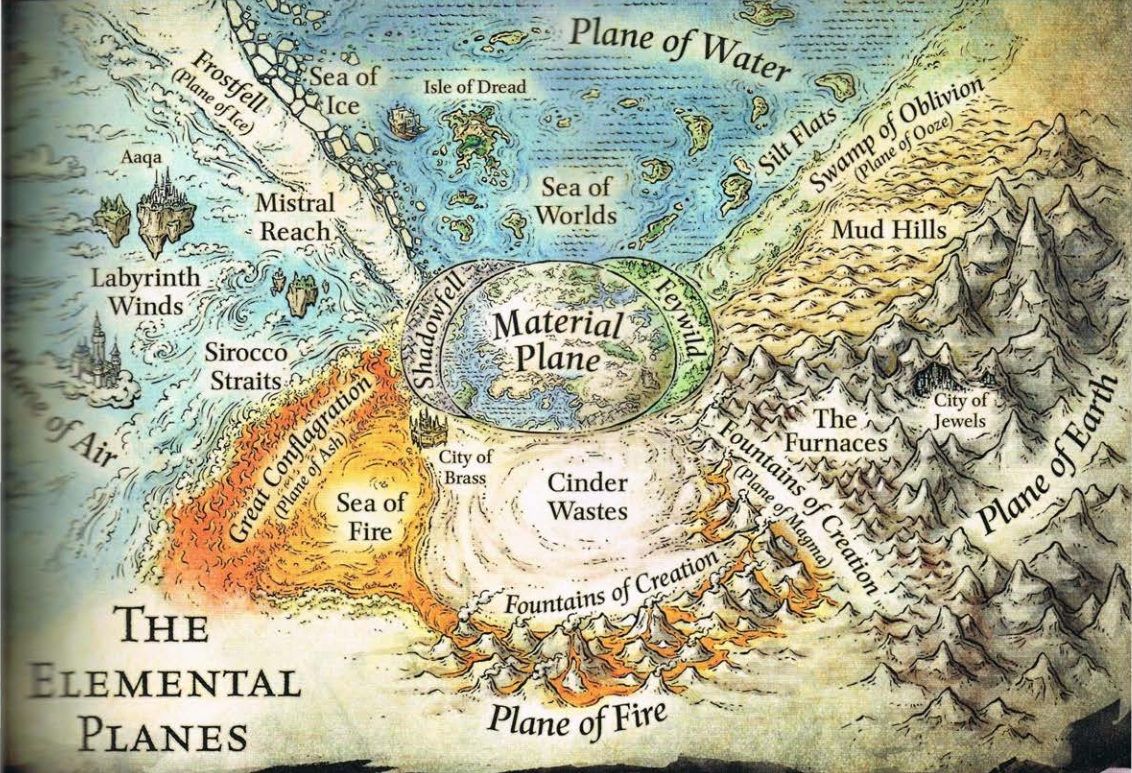 Plane of Water
Frostfell
(Plane of Ice)
Sea of
Ice
Isle of Dread
Silt Flats
Swamp of Oblivion
(Plane of Ooze)
Aaqa
Mistral
Reach
Sea of
Worlds
Mud Hills
Labyrinth
Winds
Shadowfell
Material
Plane
Feywild
Sirocco
Straits
Great Conflagration
(Plane of Ash)
City of
Brass
Sea of
Fire
Cinder
Wastes
The
Furnaces
City of
Jewels
Fountains of Creation
(Plane of Magma)
Plane of Earth
of Air
Fountains of Creation
Plane of Fire
THE
ELEMENTAL
PLANES